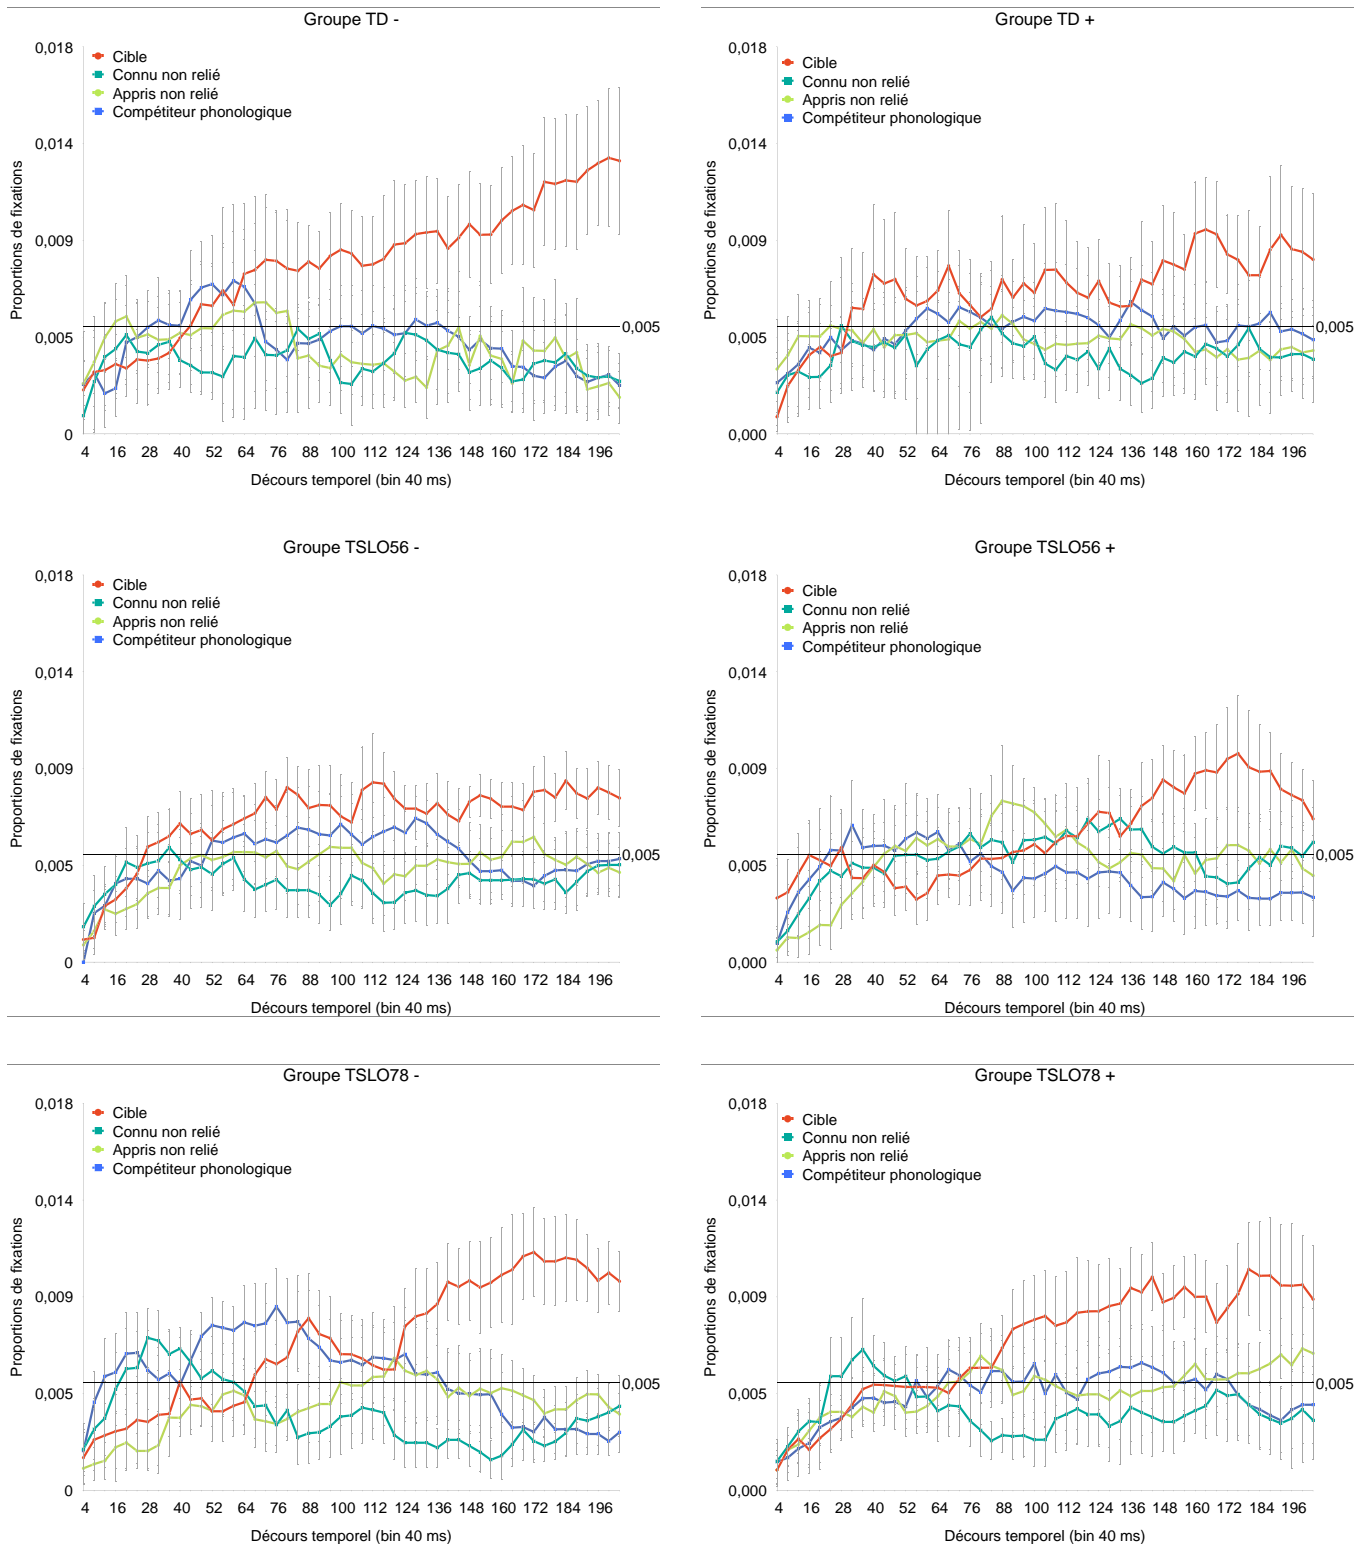 Groupe TD -
0,018
Cible
Connu non relié
Appris non relié
Compétiteur phonologique
0,014
0,009
0,005
0
0,005
Proportions de fixations
4 16 28 40 52 64 76 88 100 112 124 136 148 160 172 184 196
Décours temporel (bin 40 ms)
Groupe TD +
0,018
Cible
Connu non relié
Appris non relié
Compétiteur phonologique
0,014
0,009
0,005
0,000
0,005
Proportions de fixations
4 16 28 40 52 64 76 88 100 112 124 136 148 160 172 184 196
Décours temporel (bin 40 ms)
Groupe TSLO56 -
0,018
Cible
Connu non relié
Appris non relié
Compétiteur phonologique
0,014
0,009
0,005
0
0,005
Proportions de fixations
4 16 28 40 52 64 76 88 100 112 124 136 148 160 172 184 196
Décours temporel (bin 40 ms)
Groupe TSLO56 +
0,018
Cible
Connu non relié
Appris non relié
Compétiteur phonologique
0,014
0,009
0,005
0,000
0,005
Proportions de fixations
4 16 28 40 52 64 76 88 100 112 124 136 148 160 172 184 196
Décours temporel (bin 40 ms)
Groupe TSLO78 -
0,018
Cible
Connu non relié
Appris non relié
Compétiteur phonologique
0,014
0,009
0,005
0
0,005
Proportions de fixations
4 16 28 40 52 64 76 88 100 112 124 136 148 160 172 184 196
Décours temporel (bin 40 ms)
Groupe TSLO78 +
0,018
Cible
Connu non relié
Appris non relié
Compétiteur phonologique
0,014
0,009
0,005
0,000
0,005
Proportions de fixations
4 16 28 40 52 64 76 88 100 112 124 136 148 160 172 184 196
Décours temporel (bin 40 ms)